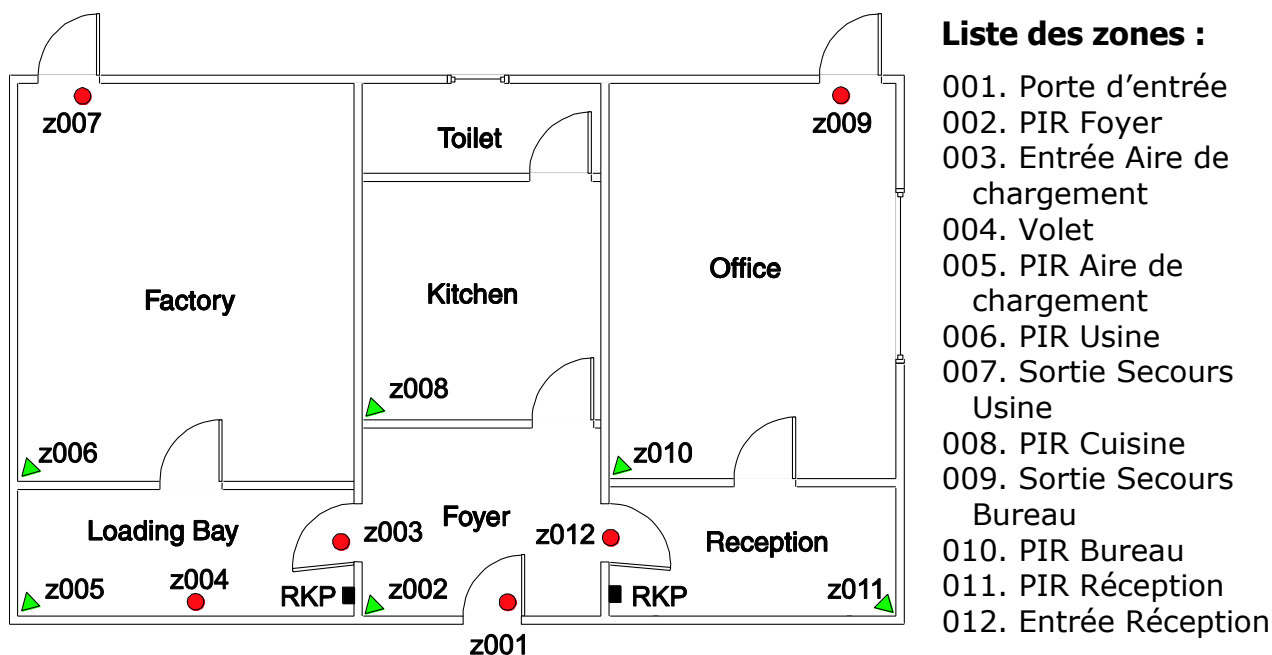 z007
z009
Toilet
Factory
Kitchen
Office
z008
z006
z010
Loading Bay
z003
Foyer
z012
Reception
z005
z004
RKP
z002
RKP
z011
z001
Liste des zones :
001. Porte d’entrée
002. PIR Foyer
003. Entrée Aire de
chargement
004. Volet
005. PIR Aire de
chargement
006. PIR Usine
007. Sortie Secours
Usine
008. PIR Cuisine
009. Sortie Secours
Bureau
010. PIR Bureau
011. PIR Réception
012. Entrée Réception